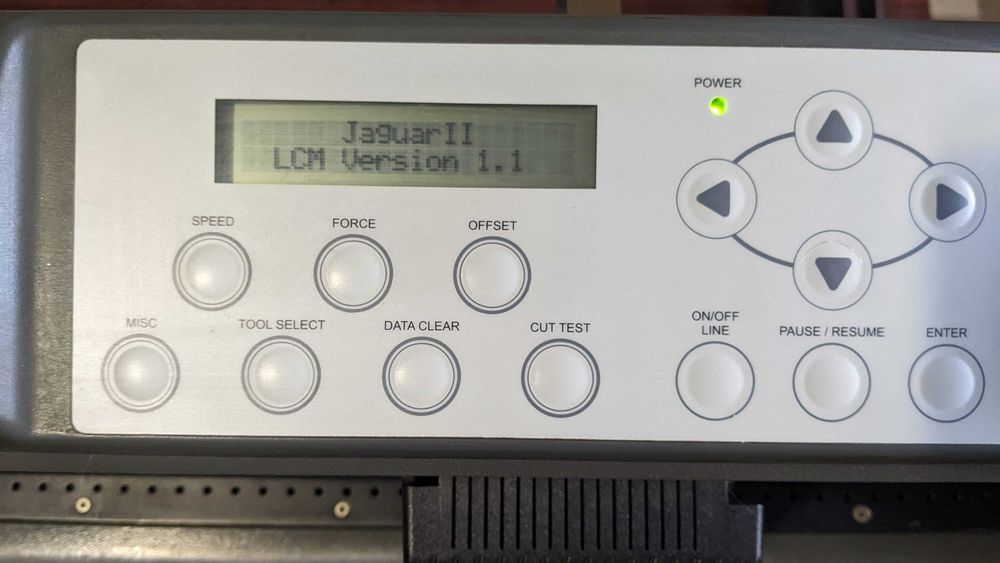 POWER
JaguarII
LCM Version 1.1
SPEED
FORCE
OFFSET
MISC
TOOL SELECT
DATA CLEAR
CUT TEST
ON/OFF
LINE
PAUSE / RESUME
ENTER